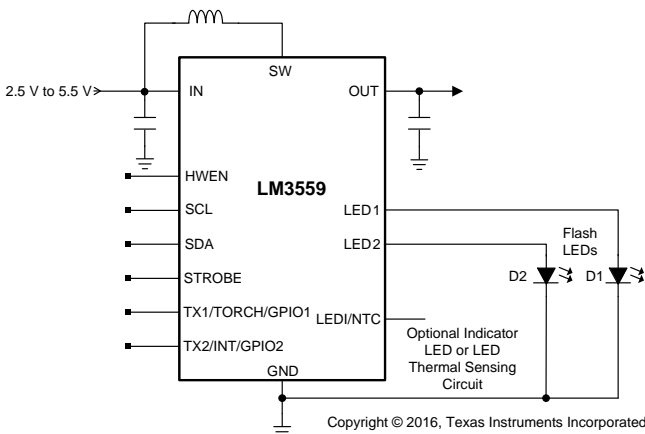 SW
2.5 V to 5.5 V
IN
OUT
HWEN
LM3559
SCL
LED1
SDA
LED2
Flash
LEDs
STROBE
D2
D1
TX1/TORCH/GPIO1
LEDI/NTC
TX2/INT/GPIO2
Optional Indicator
LED or LED
Thermal Sensing
Circuit
GND
Copyright © 2016, Texas Instruments Incorporated